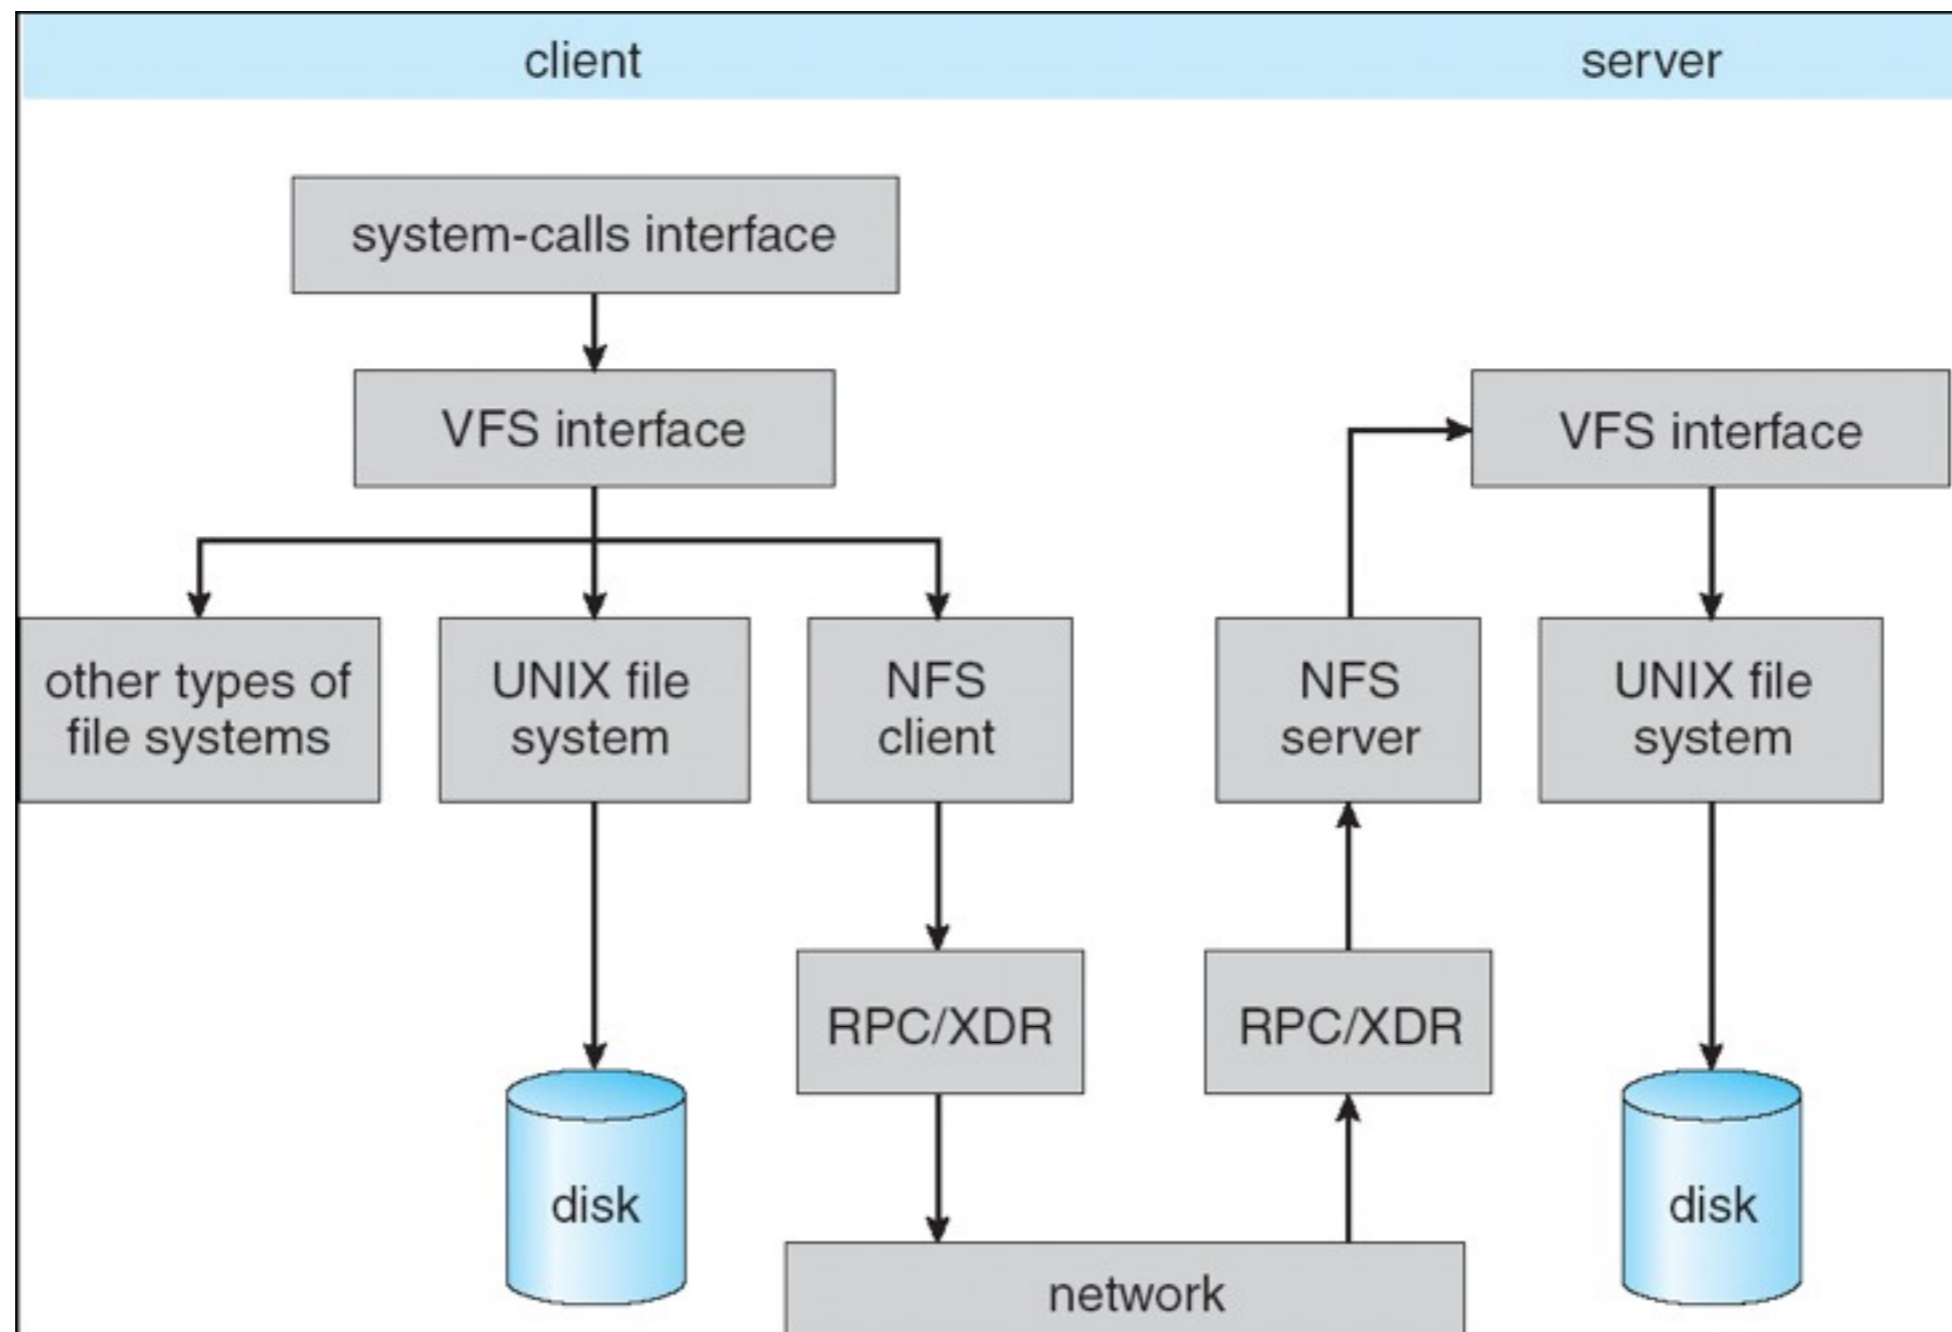 client
server
system-calls interface
VFS interface
VFS interface
other types of
file systems
UNIX file
system
NFS
client
NFS
server
UNIX file
system
RPC/XDR
RPC/XDR
disk
disk
network